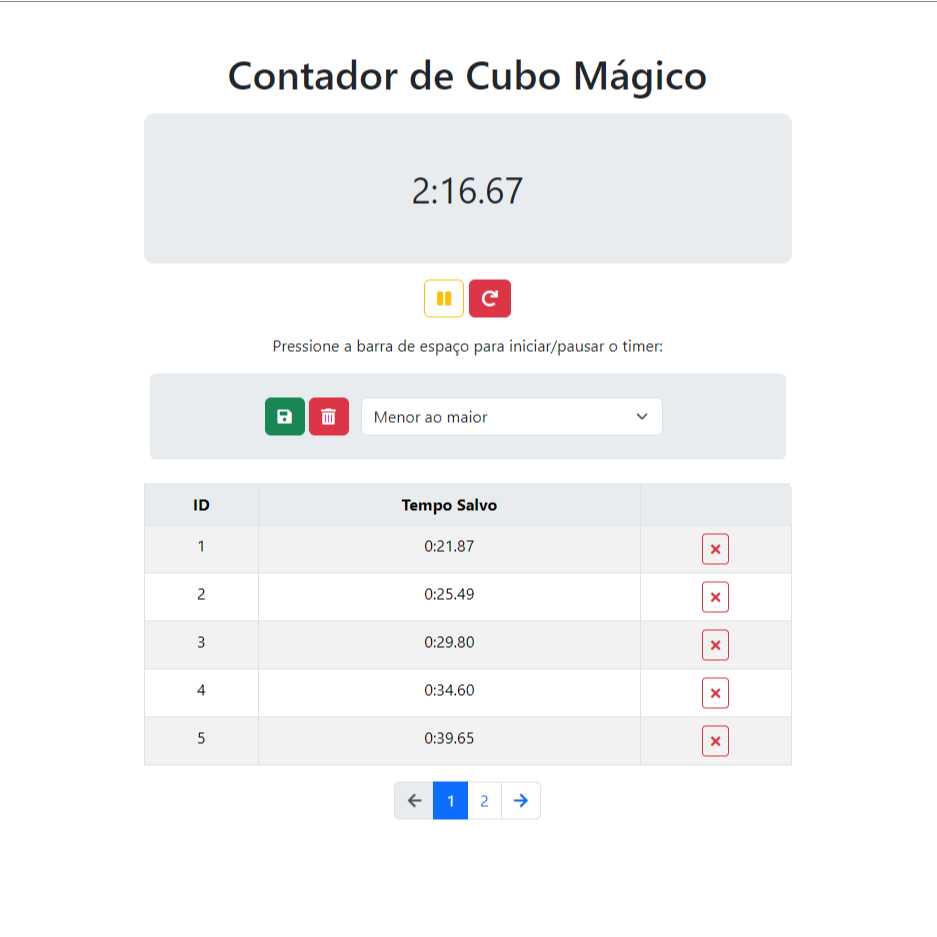 Contador de Cubo Mágico
2:16.67
Pressione a barra de espaço para iniciar/pausar o timer:
Menor ao maior
ID Tempo Salvo
1 0:21.87
2 0:25.49
3 0:29.80
4 0:34.60
5 0:39.65
1 2